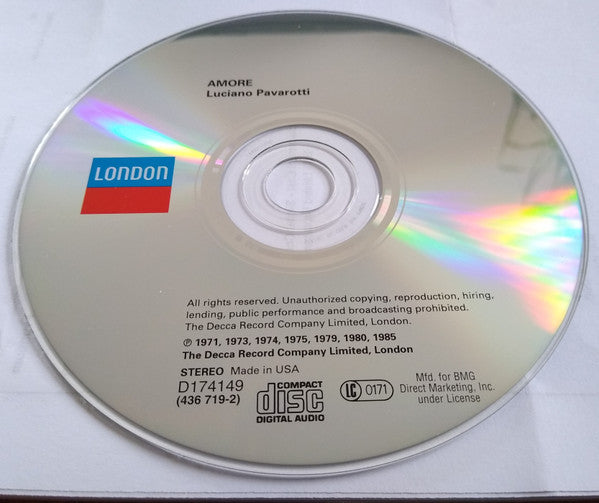 AMORE
Luciano Pavarotti
LONDON
All rights reserved. Unauthorized copying, reproduction, hiring,
lending, public performance and broadcasting prohibited.
The Decca Record Company Limited, London.
℗ 1971, 1973, 1974, 1975, 1979, 1980, 1985
The Decca Record Company Limited, London
STEREO Made in USA
D174149
(436 719-2)
COMPACT
disc
DIGITAL AUDIO
LC 0171
Mfd. for BMG
Direct Marketing, Inc.
under License